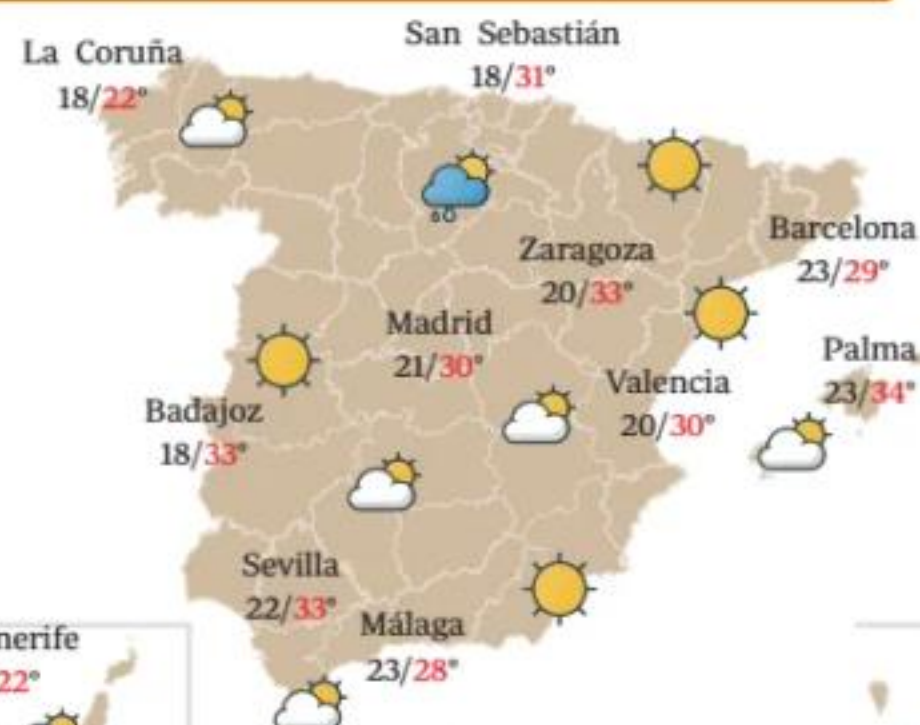 San Sebastián
18/31°
La Coruña
18/22°
Barcelona
23/29°
Zaragoza
20/33°
Madrid
21/30°
Palma
23/34°
Valencia
20/30°
Badajoz
18/33°
Sevilla
22/33°
Málaga
23/28°
nerife
22°